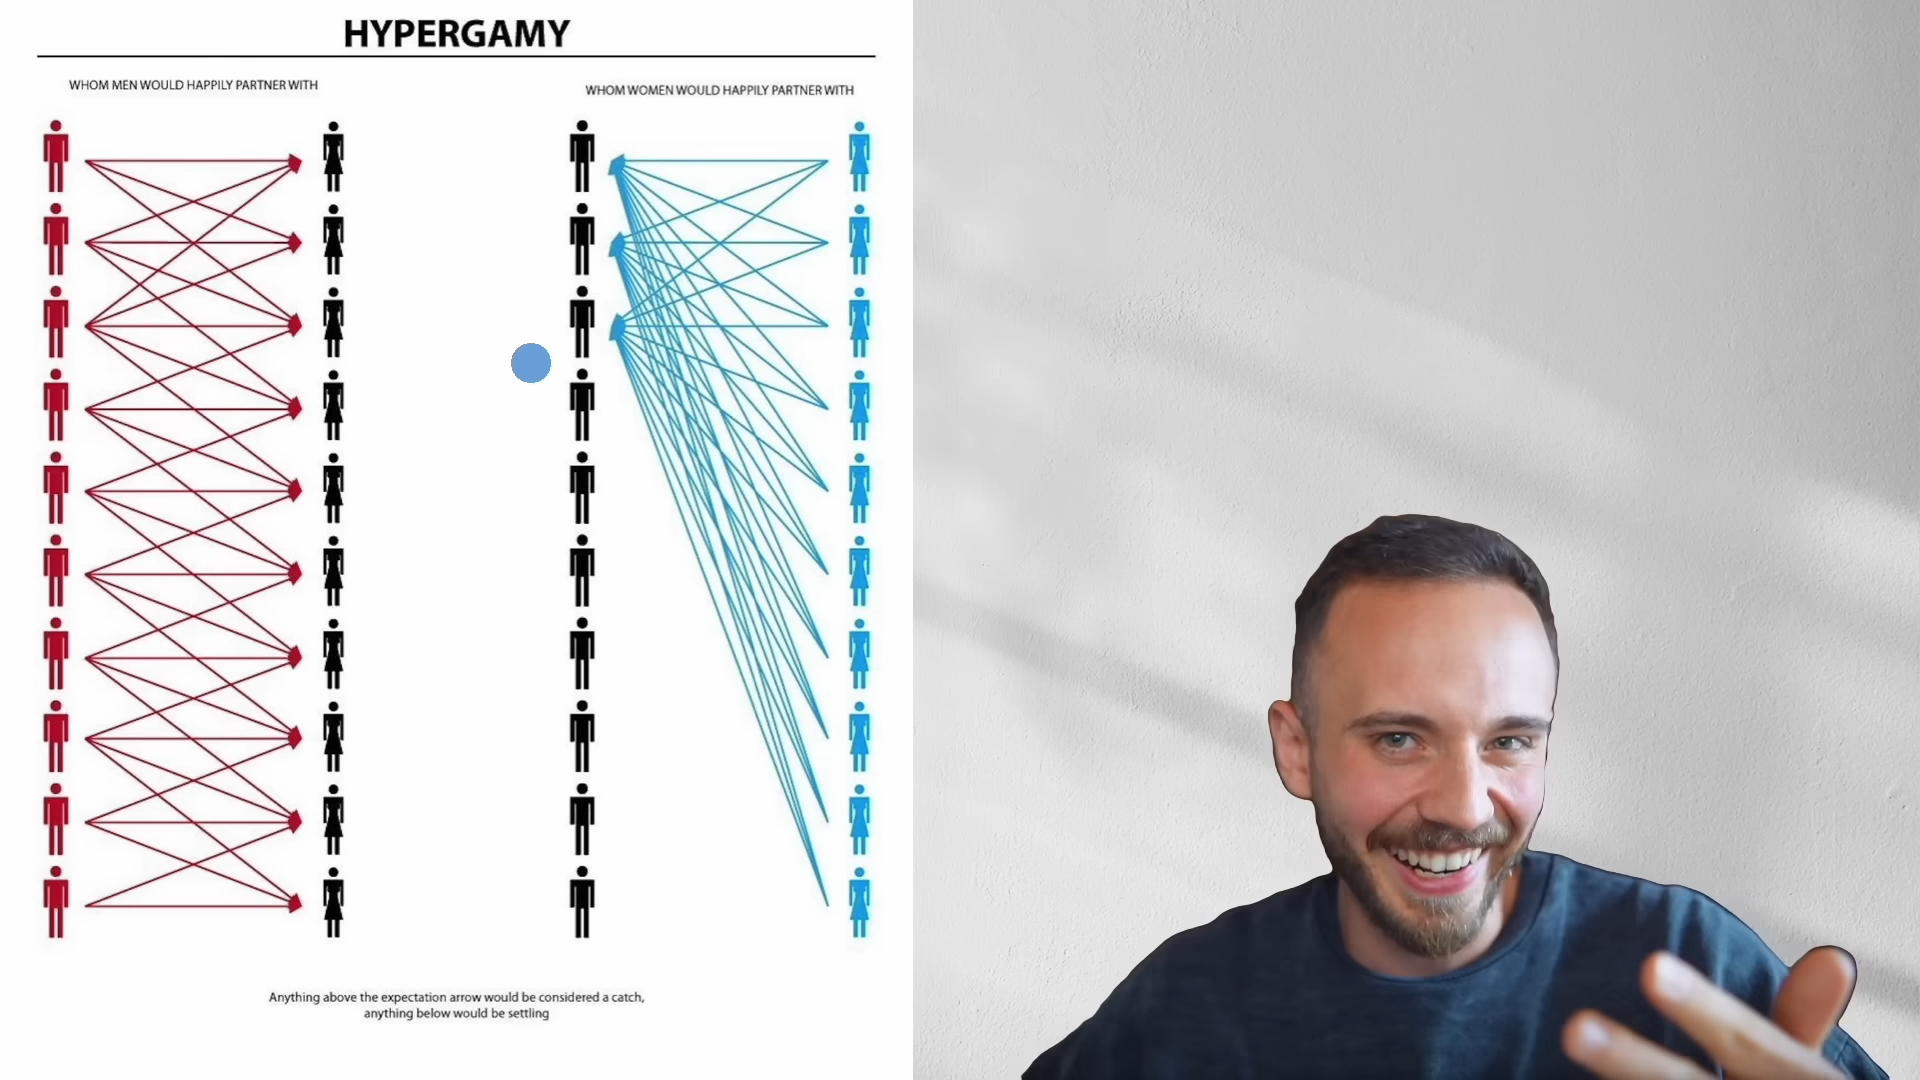 HYPERGAMY
WHOM MEN WOULD HAPPILY PARTNER WITH
WHOM WOMEN WOULD HAPPILY PARTNER WITH
Anything above the expectation arrow would be considered a catch,
anything below would be settling